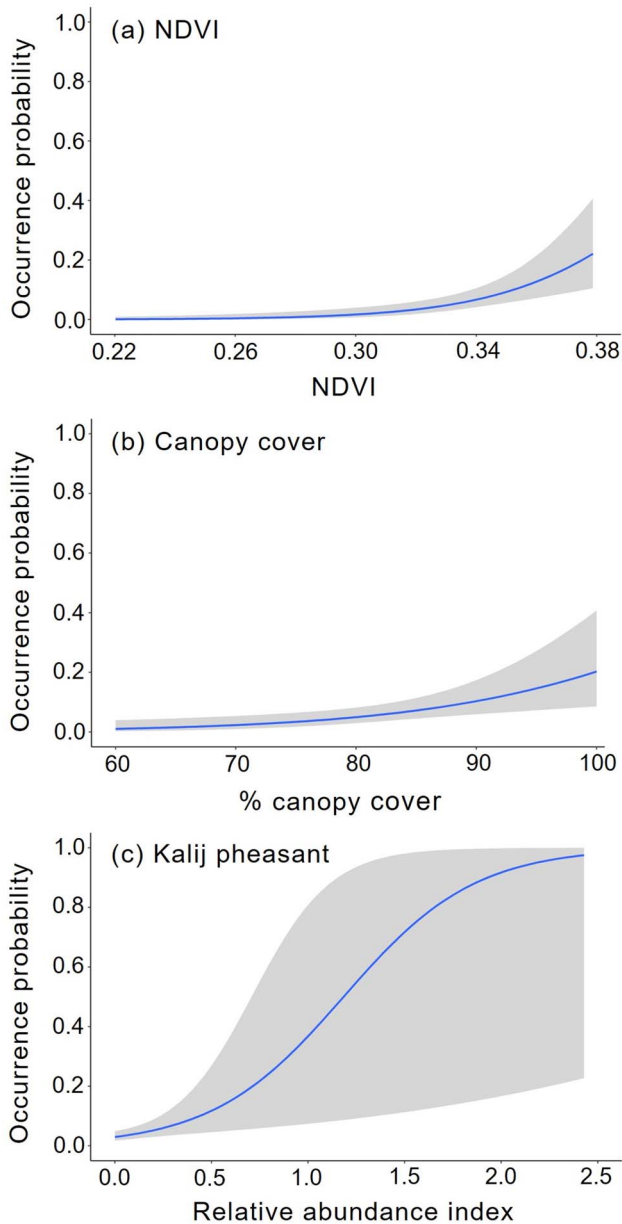 (a) NDVI
Occurrence probability
1.0
0.8
0.6
0.4
0.2
0.0
0.22 0.26 0.30 0.34 0.38
NDVI
(b) Canopy cover
Occurrence probability
1.0
0.8
0.6
0.4
0.2
0.0
60 70 80 90 100
% canopy cover
(c) Kalij pheasant
Occurrence probability
1.0
0.8
0.6
0.4
0.2
0.0
0.0 0.5 1.0 1.5 2.0 2.5
Relative abundance index